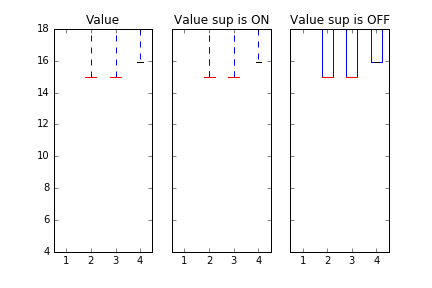 Value
Value sup is ON
Value sup is OFF
18
16
14
12
10
8
6
4
1 2 3 4
1 2 3 4
1 2 3 4